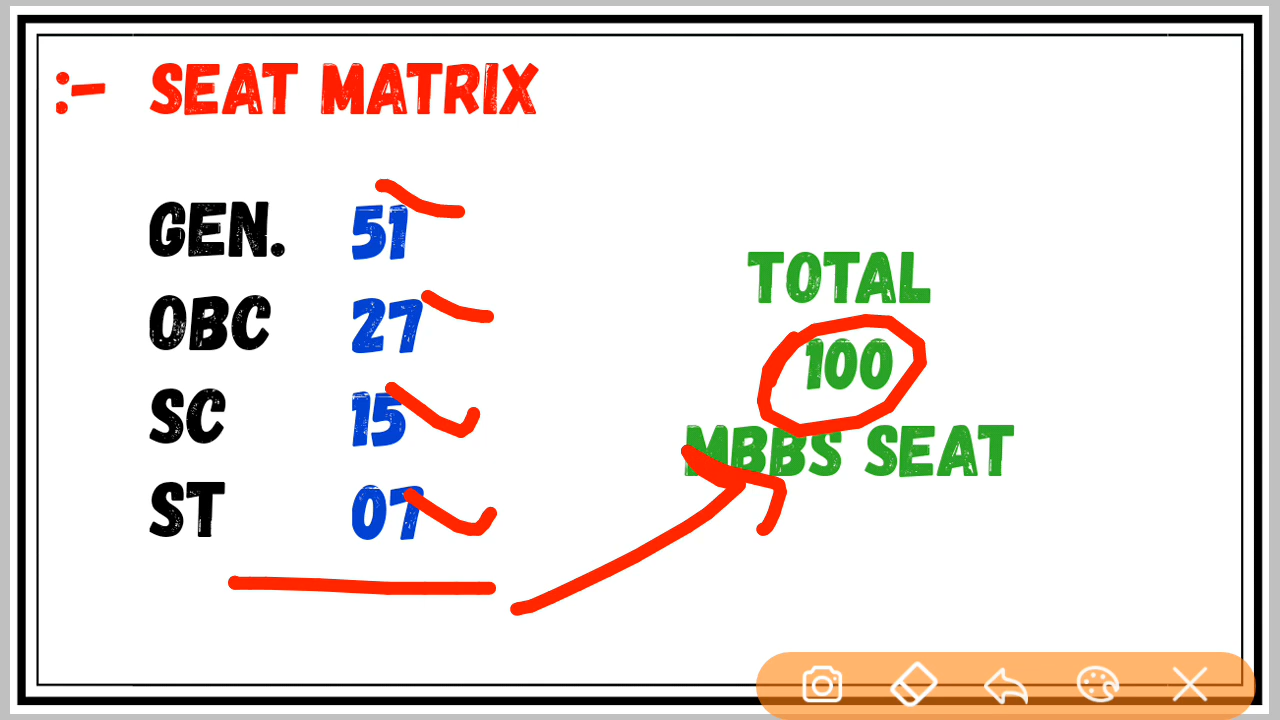 :- SEAT MATRIX
GEN. 51
OBC 27
SC 15
ST 07
TOTAL
100
MBBS SEAT